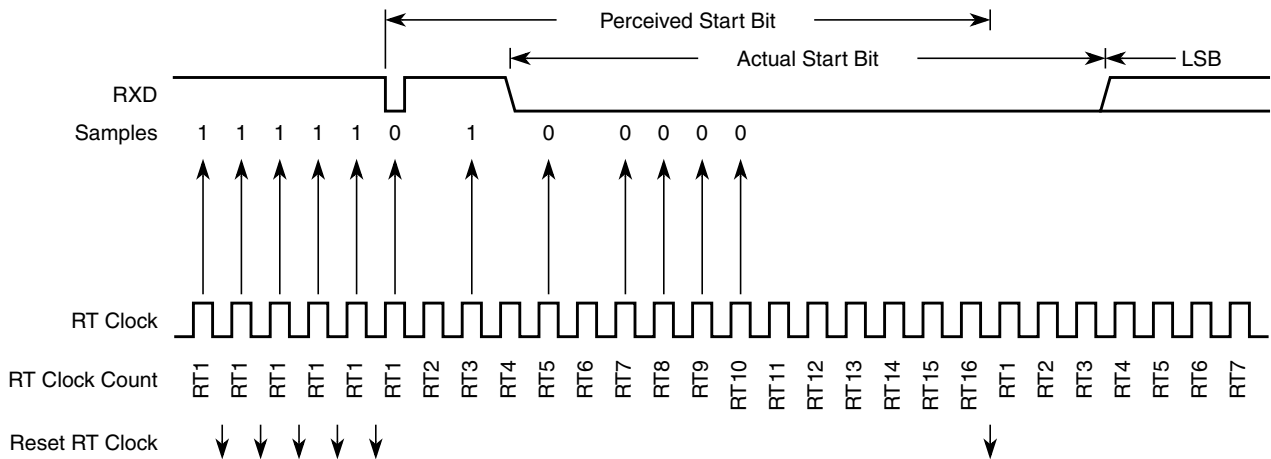 Perceived Start Bit
Actual Start Bit
LSB
RXD
Samples 1 1 1 1 1 0 1 0 0 0 0 0
RT Clock
RT Clock Count RT1 RT1 RT1 RT1 RT1 RT1 RT2 RT3 RT4 RT5 RT6 RT7 RT8 RT9 RT10 RT11 RT12 RT13 RT14 RT15 RT16 RT1 RT2 RT3 RT4 RT5 RT6 RT7
Reset RT Clock